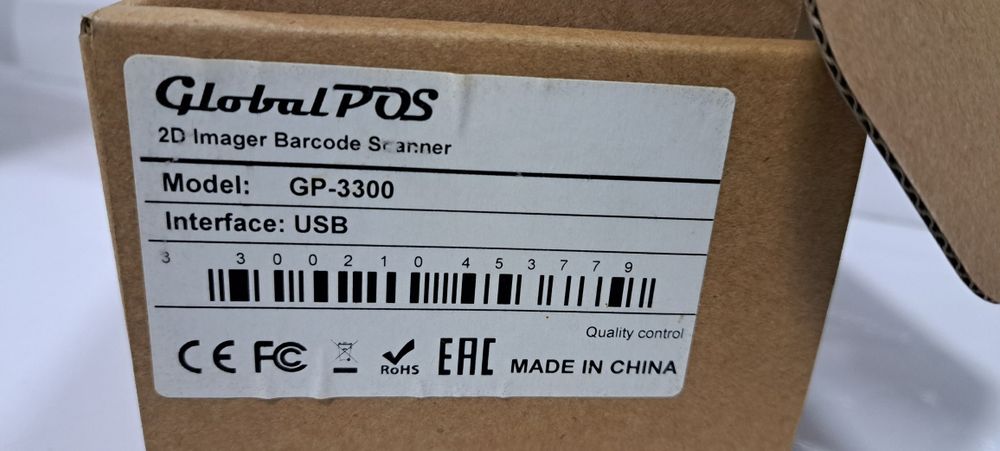 GlobalPOS
2D Imager Barcode Scanner
Model: GP-3300
Interface: USB
3 3 0 0 2 1 0 4 5 3 7 7 9
Quality control
CE FC RoHS EAC MADE IN CHINA